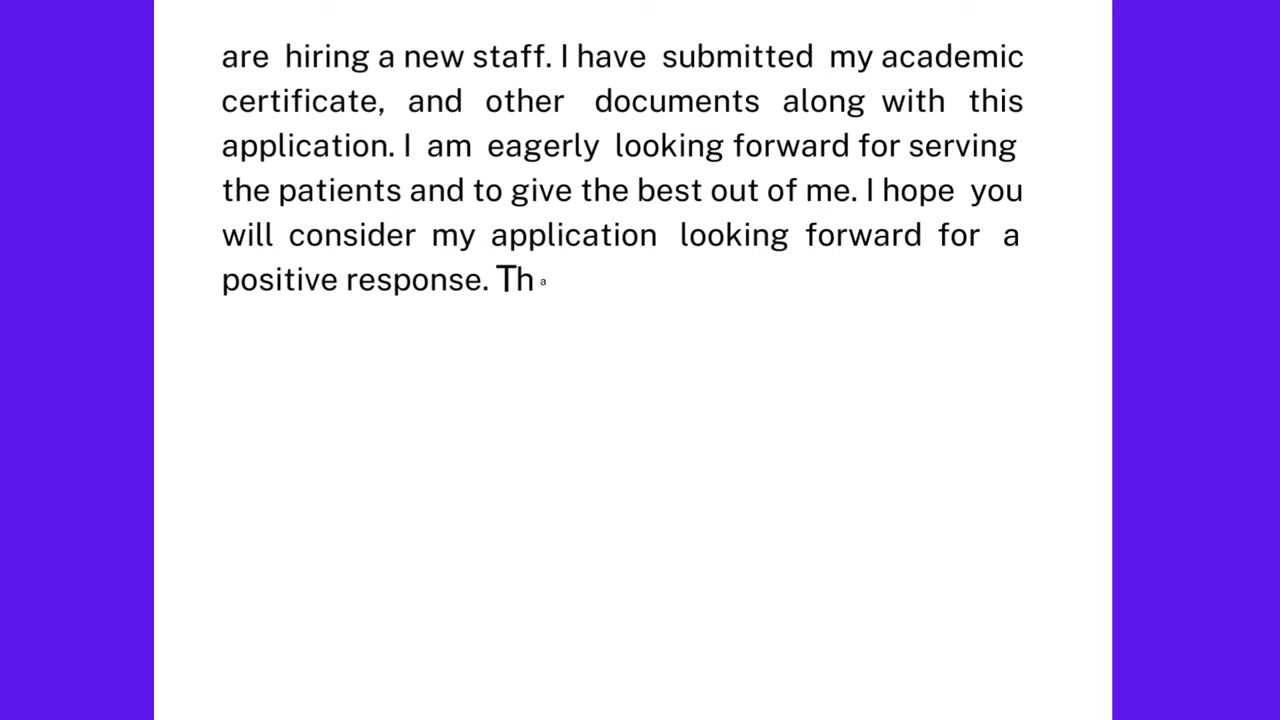 are hiring a new staff. I have submitted my academic
certificate, and other documents along with this
application. I am eagerly looking forward for serving
the patients and to give the best out of me. I hope you
will consider my application looking forward for a
positive response. Tha